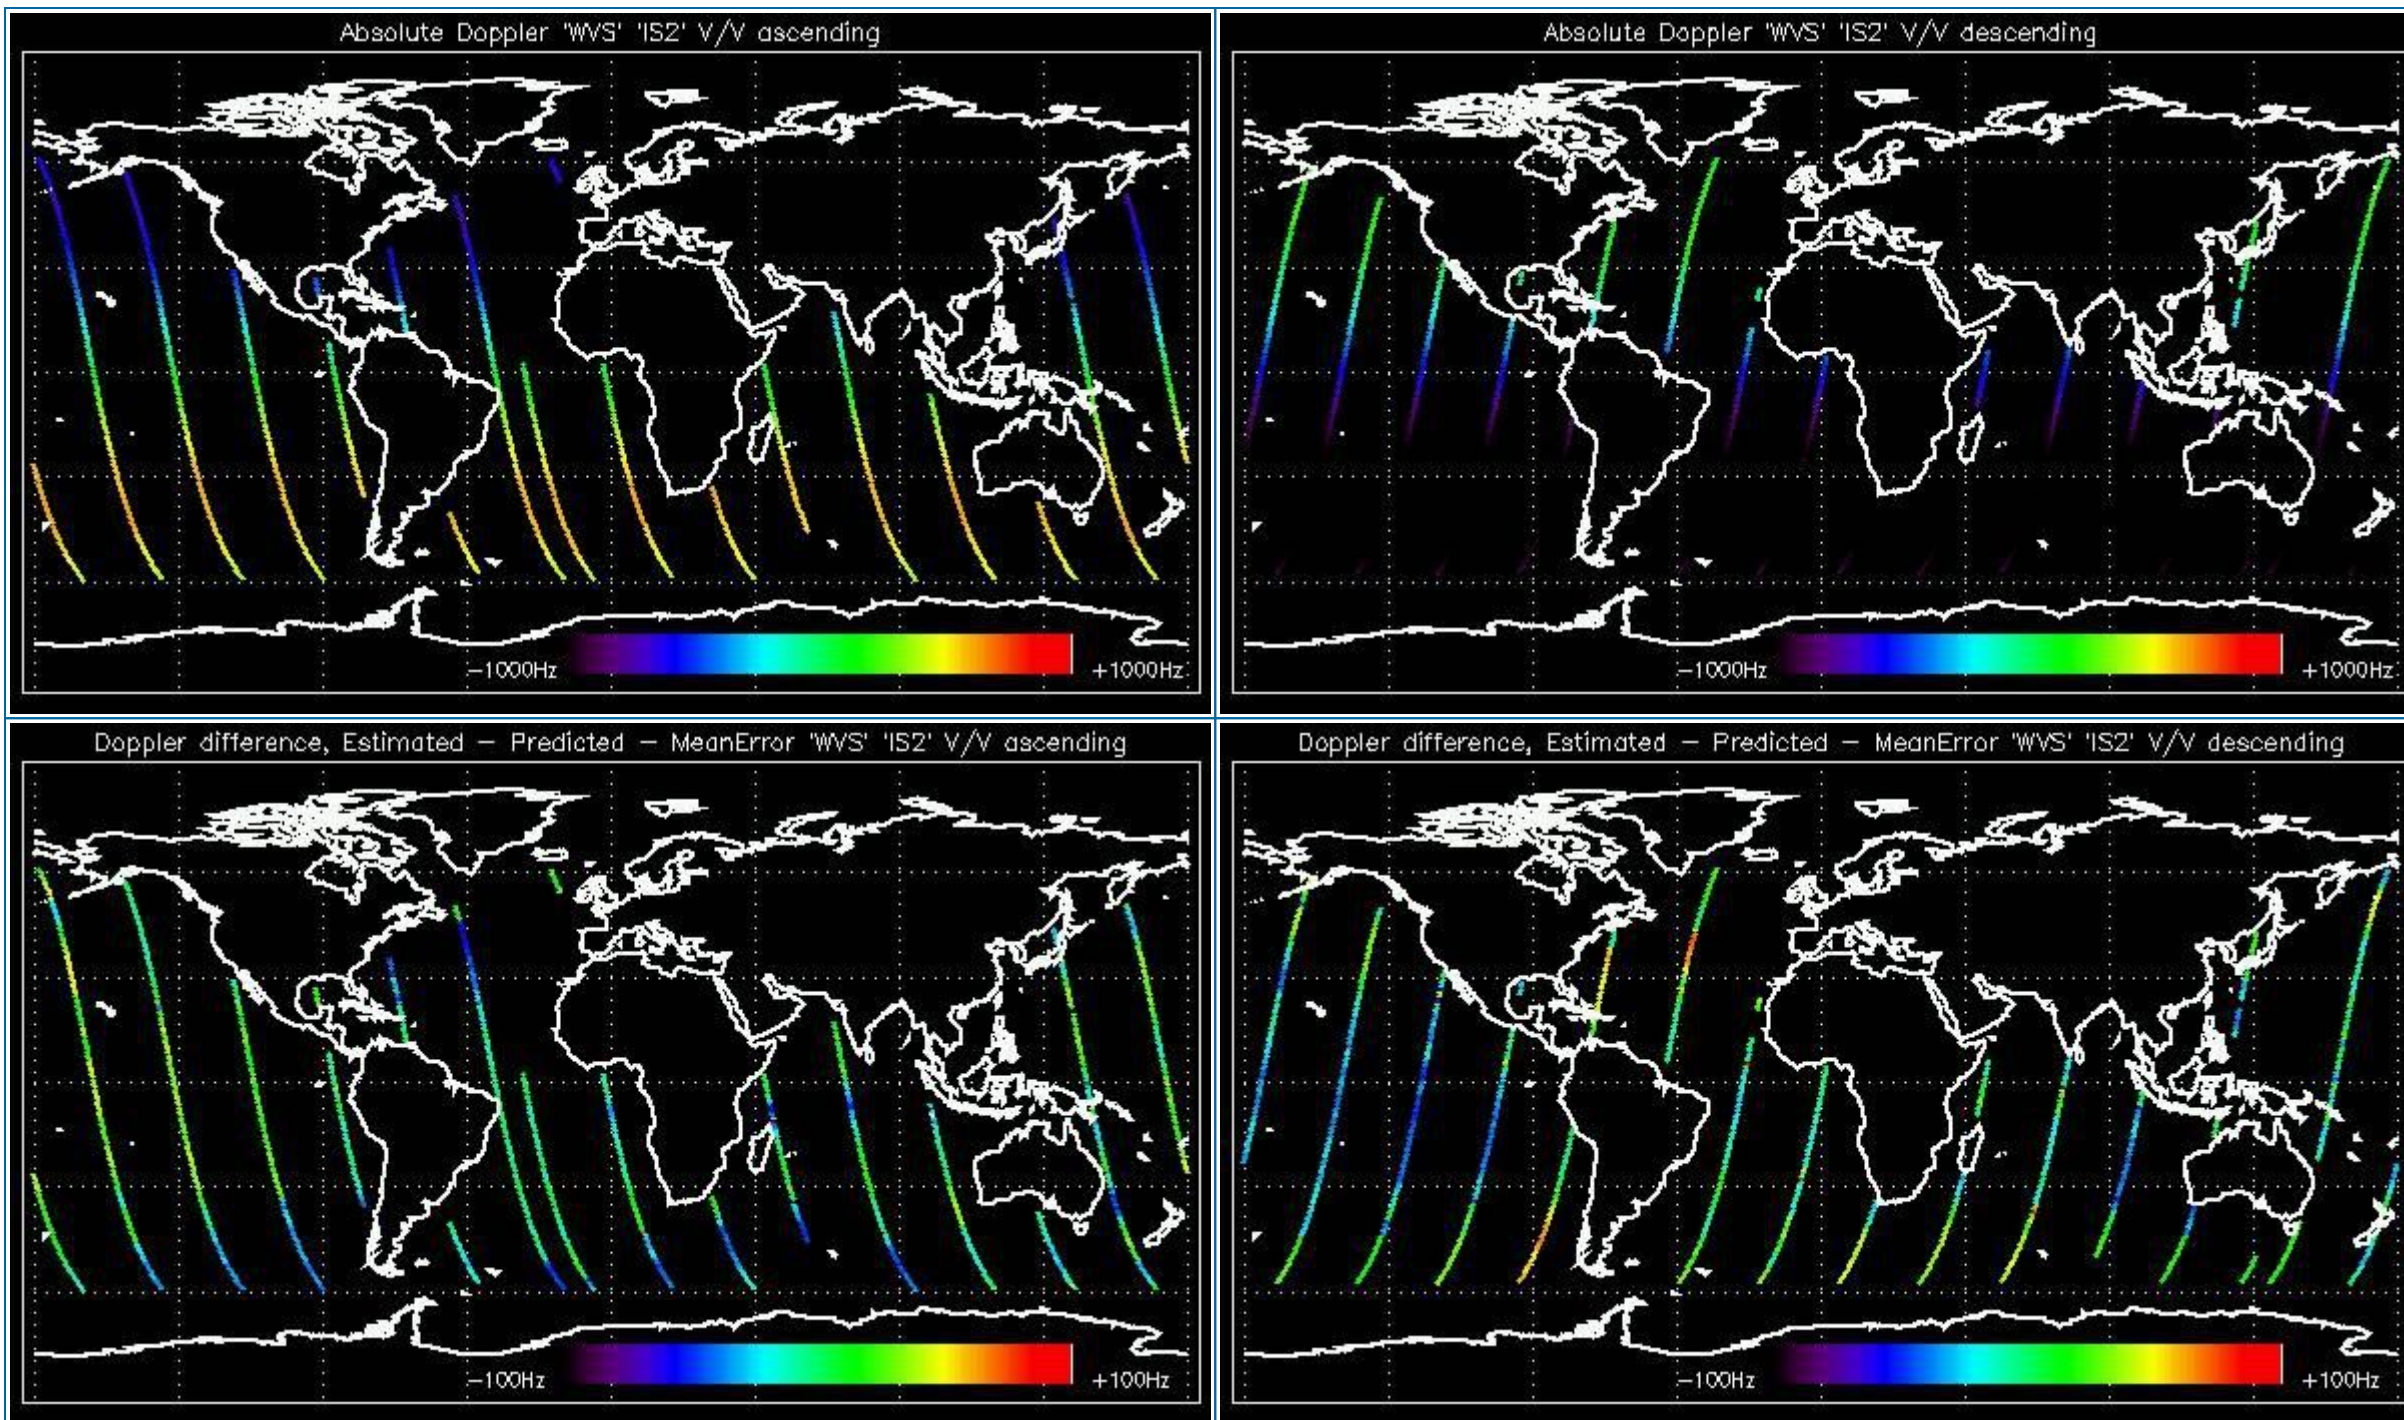 Absolute Doppler 'WVS' 'IS2' V/V ascending
-1000Hz +1000Hz
Absolute Doppler 'WVS' 'IS2' V/V descending
-1000Hz +1000Hz
Doppler difference, Estimated - Predicted - MeanError 'WVS' 'IS2' V/V ascending
-100Hz +100Hz
Doppler difference, Estimated - Predicted - MeanError 'WVS' 'IS2' V/V descending
-100Hz +100Hz